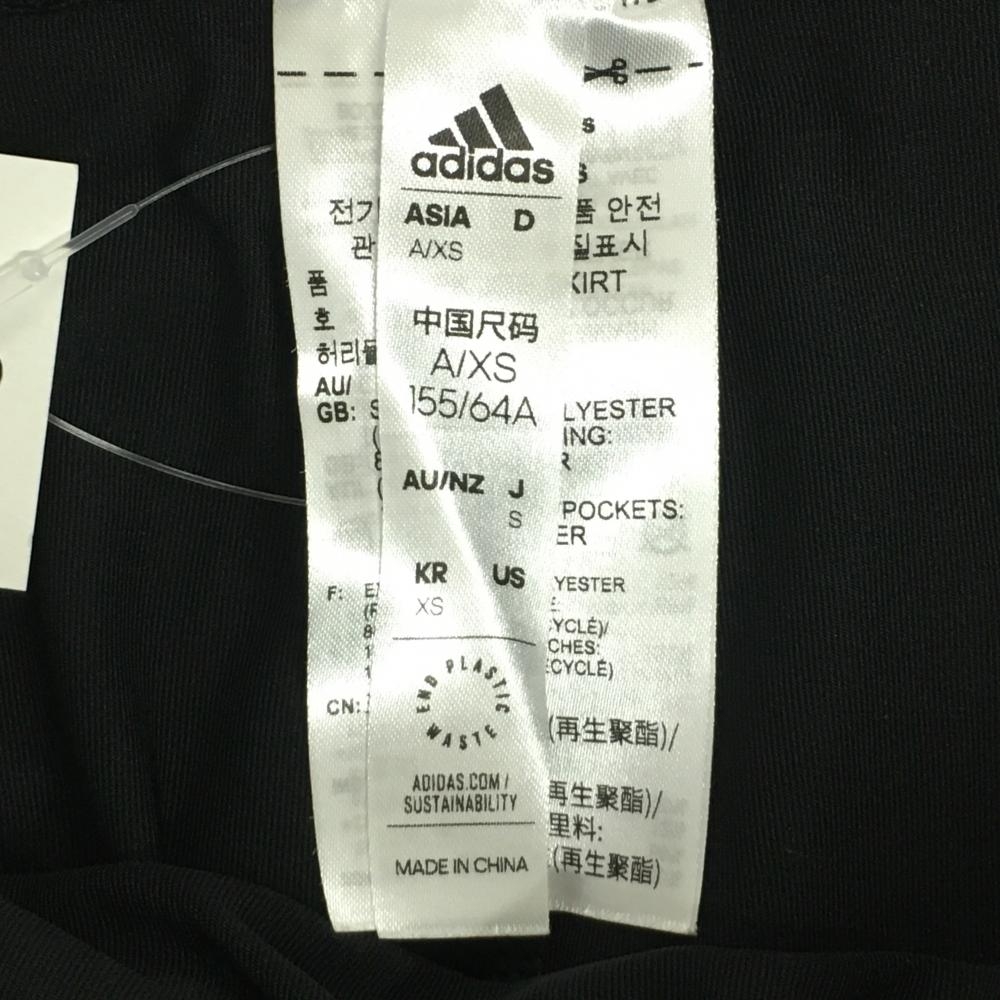 adidas
ASIA D
A/XS
中国尺码
A/XS
155/64A
AU/NZ J
S
KR US
XS
END PLASTIC WASTE
ADIDAS.COM/
SUSTAINABILITY
MADE IN CHINA
전기
관
품
호
허리둘
AU/
GB: S
F:
CN:
품 안전
질표시
KIRT
LYESTER
ING:
R
POCKETS:
ER
YESTER
YCLÉ)/
CHES:
ECYCLÉ)
(再生聚酯)/
再生聚酯)/
里料:
(再生聚酯)